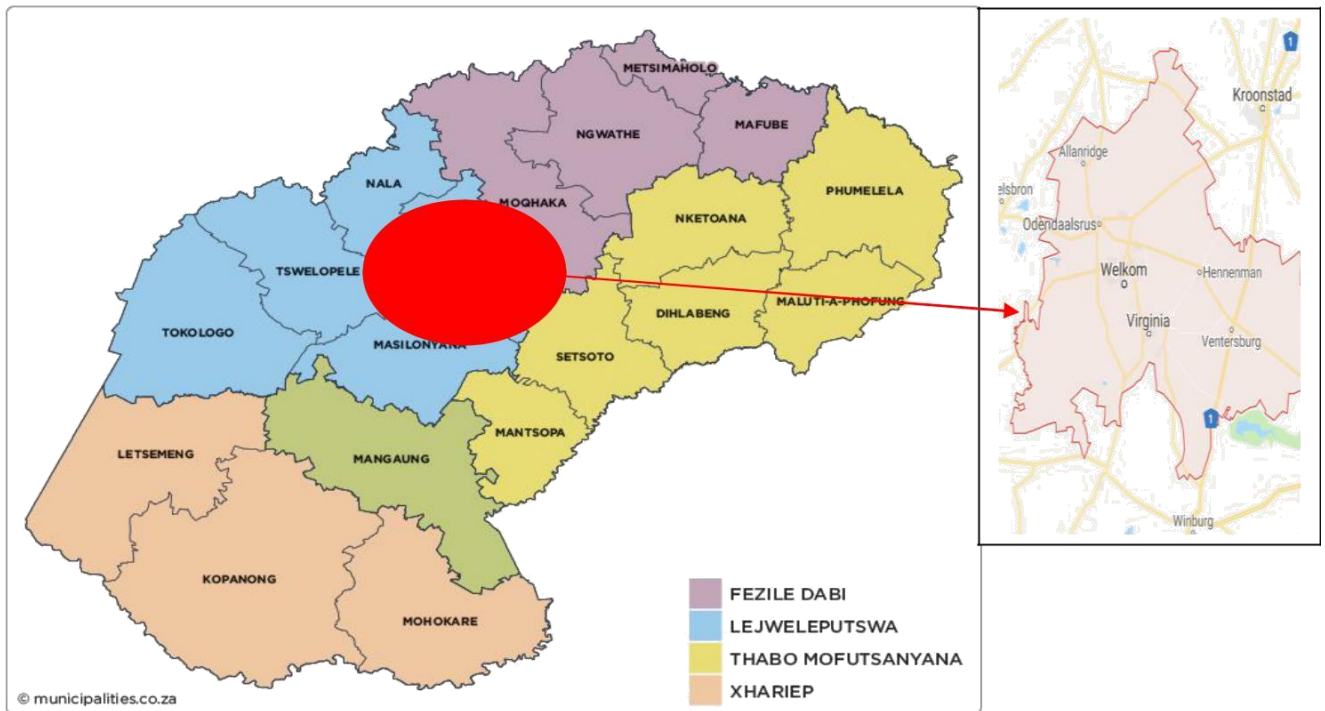 METSIMAHOLO
NGWATHE
MAFUBE
NALA
MOQHAKA
PHUMELELA
NKETOANA
TSWELOPELE
DIHLABENG
MALUTI-A-PHOFUNG
TOKOLOGO
MASILONYANA
SETSOTO
MANTSOPA
LETSEMENG
MANGAUNG
KOPANONG
MOHOKARE
FEZILE DABI
LEJWELEPUTSWA
THABO MOFUTSANYANA
XHARIEP
© municipalities.co.za
1
Kroonstad
Allanridge
elsbron
Odendaalsrus
Welkom
Hennenman
Virginia
Ventersburg
1
Winburg